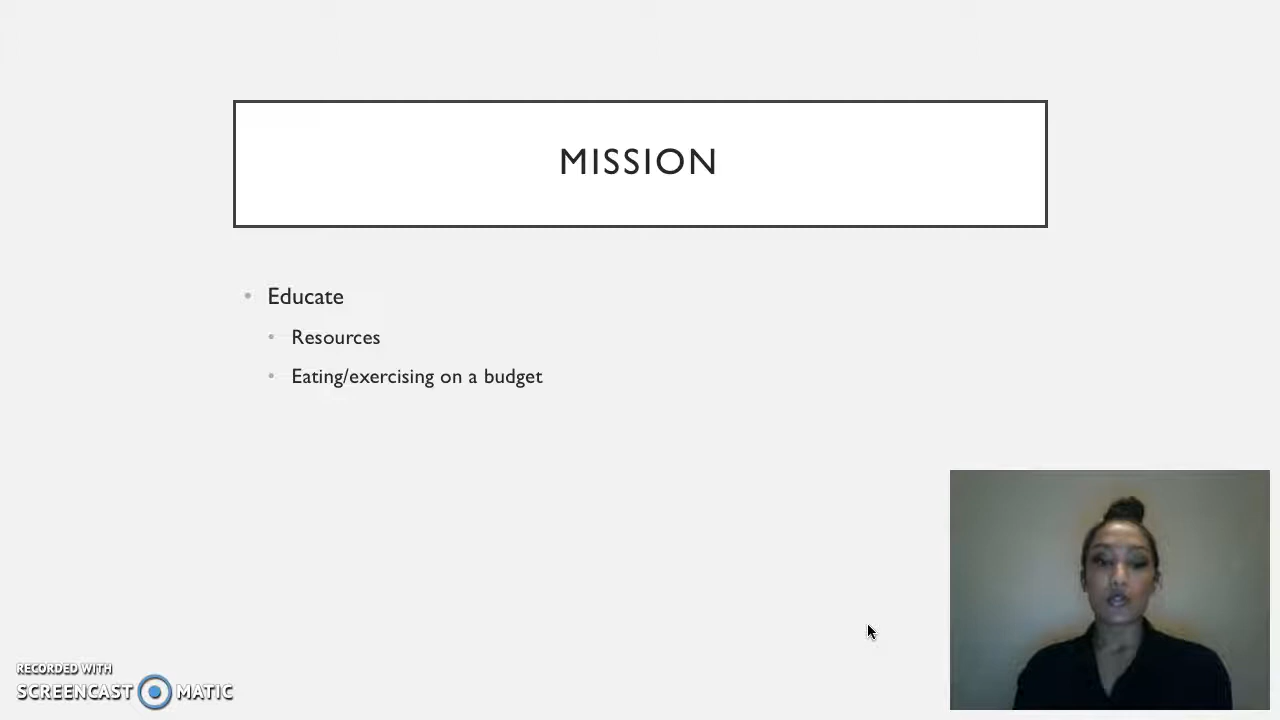 MISSION
• Educate
• Resources
• Eating/exercising on a budget
RECORDED WITH
SCREENCAST MATIC